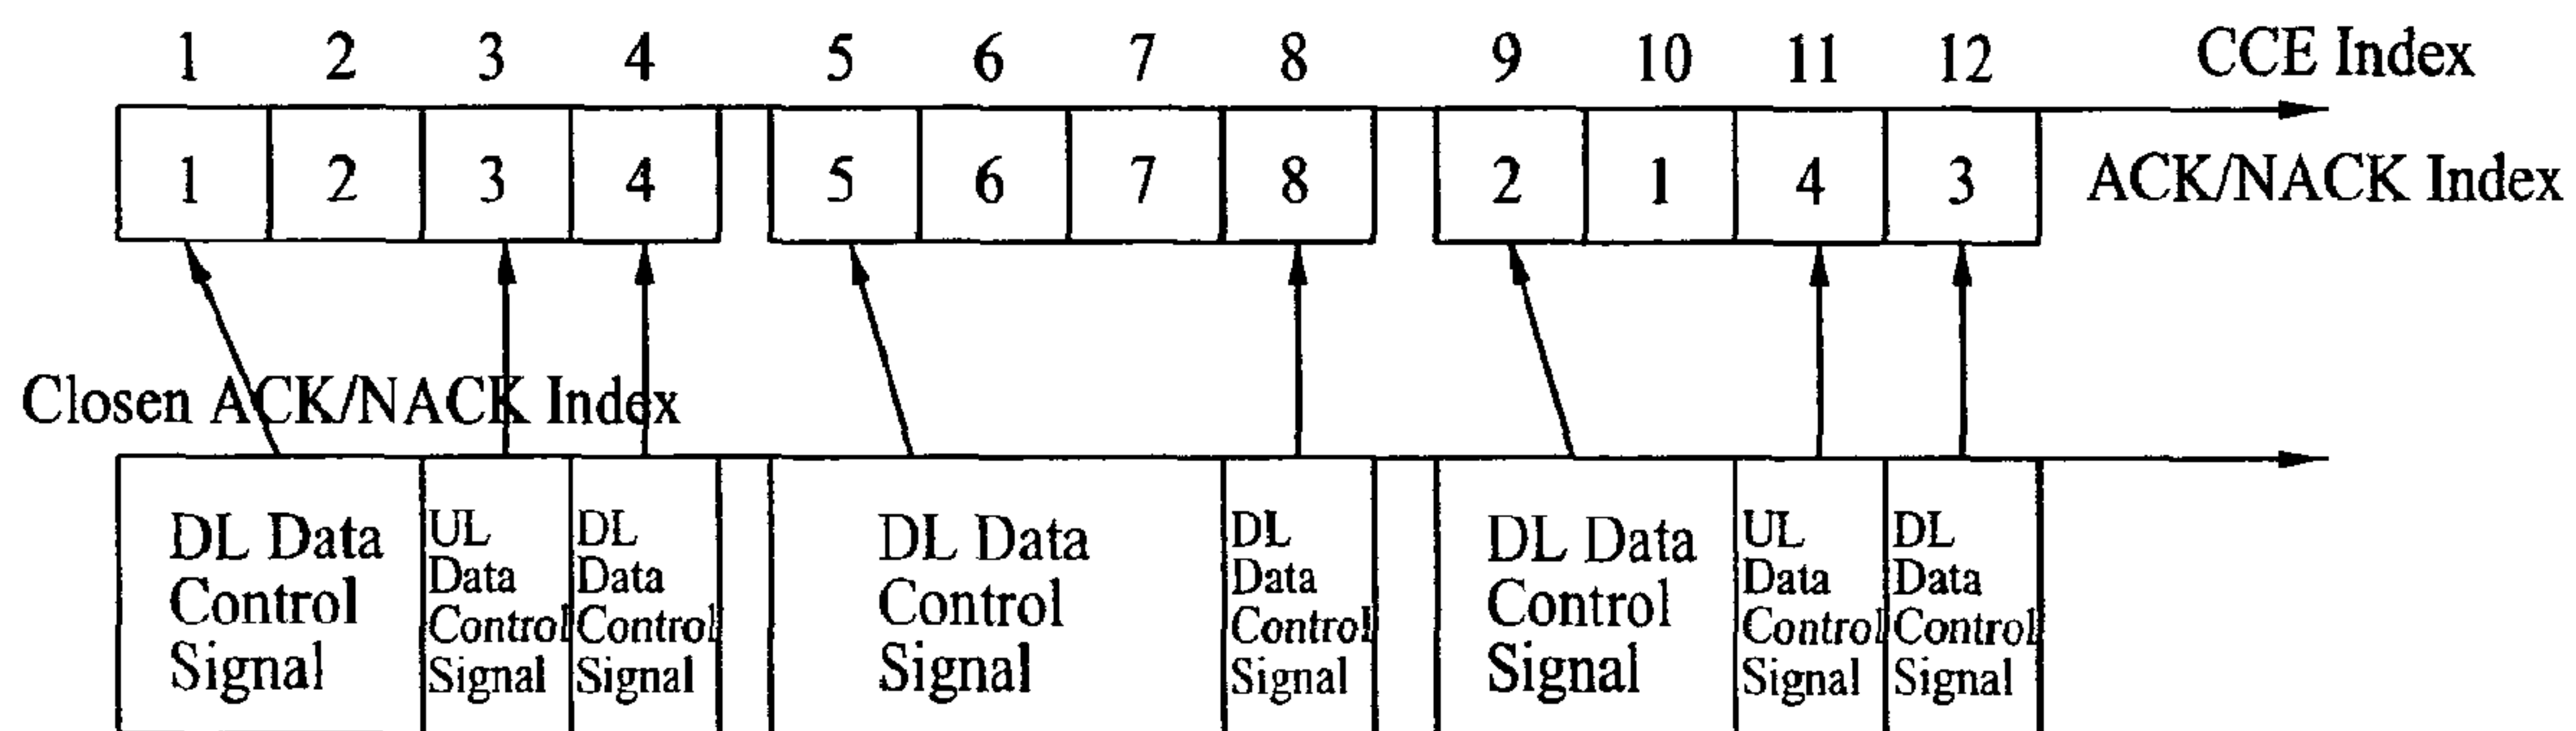 1 2 3 4 5 6 7 8 9 10 11 12 CCE Index
1 2 3 4 5 6 7 8 2 1 4 3 ACK/NACK Index
Closen ACK/NACK Index
DL Data
Control
Signal
UL
Data
Control
Signal
DL
Data
Control
Signal
DL Data
Control
Signal
DL
Data
Control
Signal
DL Data
Control
Signal
UL
Data
Control
Signal
DL
Data
Control
Signal